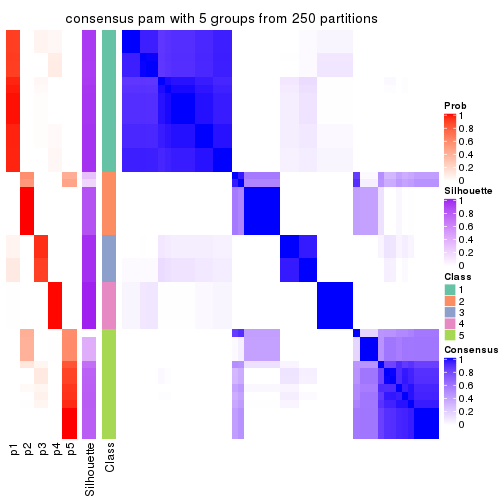 consensus pam with 5 groups from 250 partitions
Prob
1
0.8
0.6
0.4
0.2
0
Silhouette
1
0.8
0.6
0.4
0.2
0
Class
1
2
3
4
5
Consensus
1
0.8
0.6
0.4
0.2
0
p1
p2
p3
p4
p5
Silhouette
Class